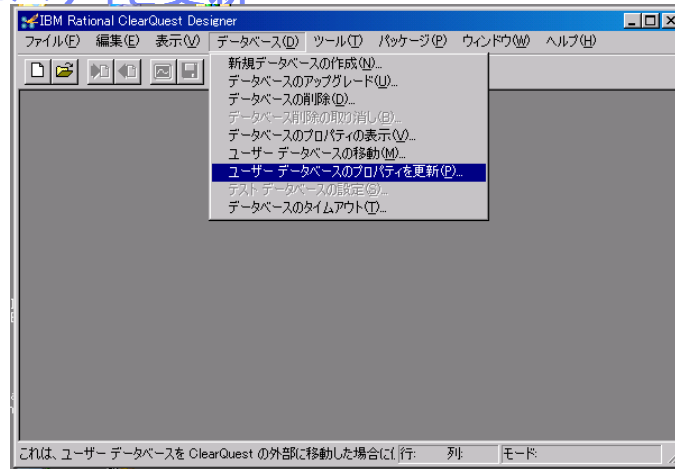 IBM Rational ClearQuest Designer
ファイル(F) 編集(E) 表示(V) データベース(D) ツール(T) パッケージ(P) ウィンドウ(W) ヘルプ(H)
新規データベースの作成(N)...
データベースのアップグレード(U)...
データベースの削除(D)...
データベース削除の取り消し(B)...
データベースのプロパティの表示(V)...
ユーザー データベースの移動(M)...
ユーザー データベースのプロパティを更新(P)...
テスト データベースの設定(S)...
データベースのタイムアウト(T)...
これは、ユーザー データベースを ClearQuest の外部に移動した場合に( 行: 列: モード: